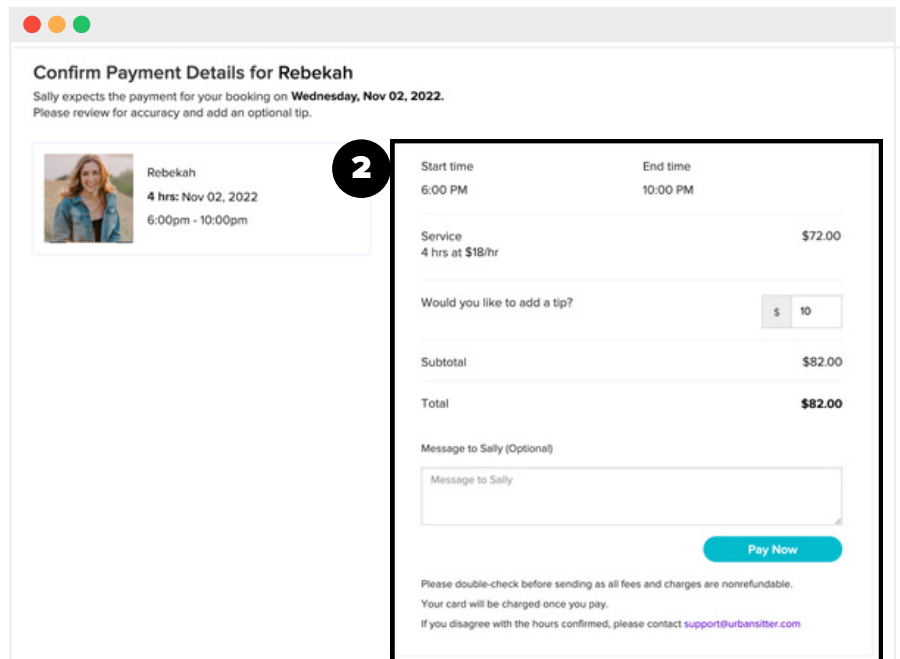 Confirm Payment Details for Rebekah
Sally expects the payment for your booking on Wednesday, Nov 02, 2022.
Please review for accuracy and add an optional tip.
Rebekah
4 hrs: Nov 02, 2022
6:00pm - 10:00pm
2
Start time End time
6:00 PM 10:00 PM
Service $72.00
4 hrs at $18/hr
Would you like to add a tip? $ 10
Subtotal $82.00
Total $82.00
Message to Sally (Optional)
Message to Sally
Pay Now
Please double-check before sending as all fees and charges are nonrefundable.
Your card will be charged once you pay.
If you disagree with the hours confirmed, please contact support@urbansitter.com